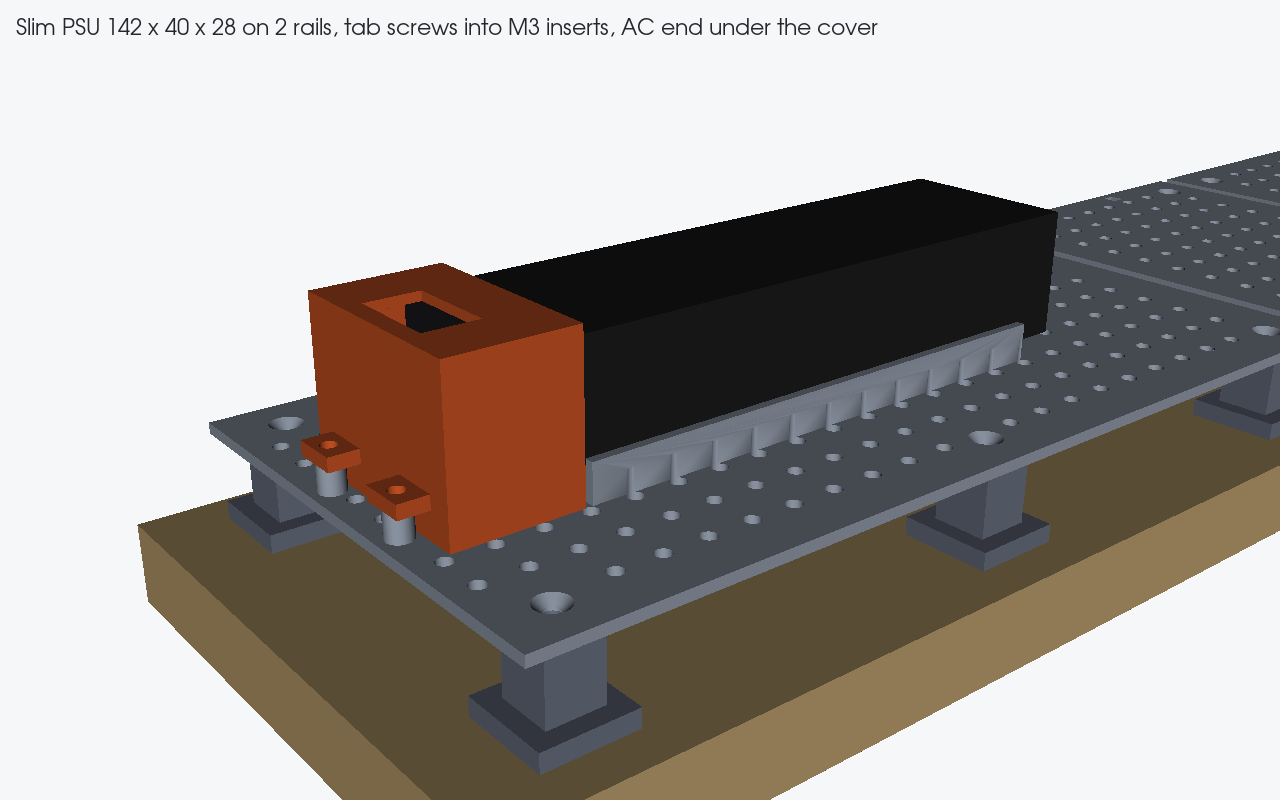 Slim PSU 142 x 40 x 28 on 2 rails, tab screws into M3 inserts, AC end under the cover